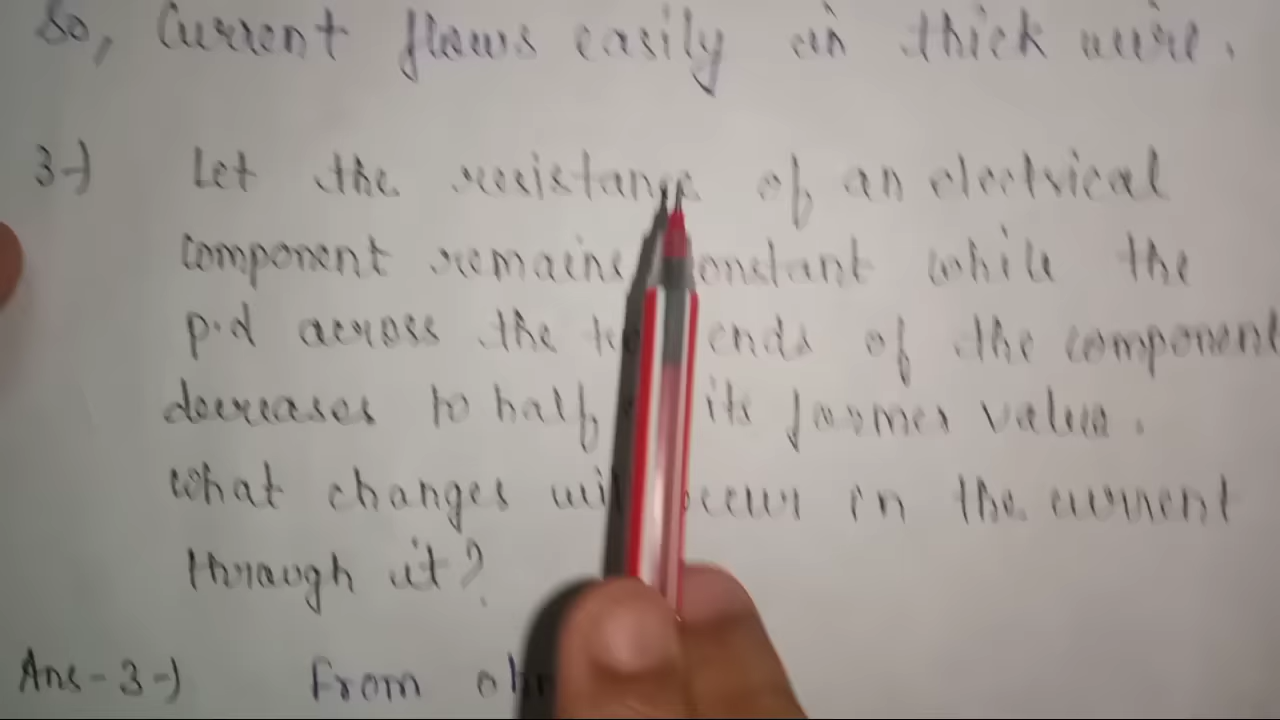 So, Current flows easily in thick wire.
3-) Let the resistance of an electrical
component remains constant while the
p.d across the two ends of the component
decreases to half its former value.
What changes will occur in the current
through it?
Ans-3-) From